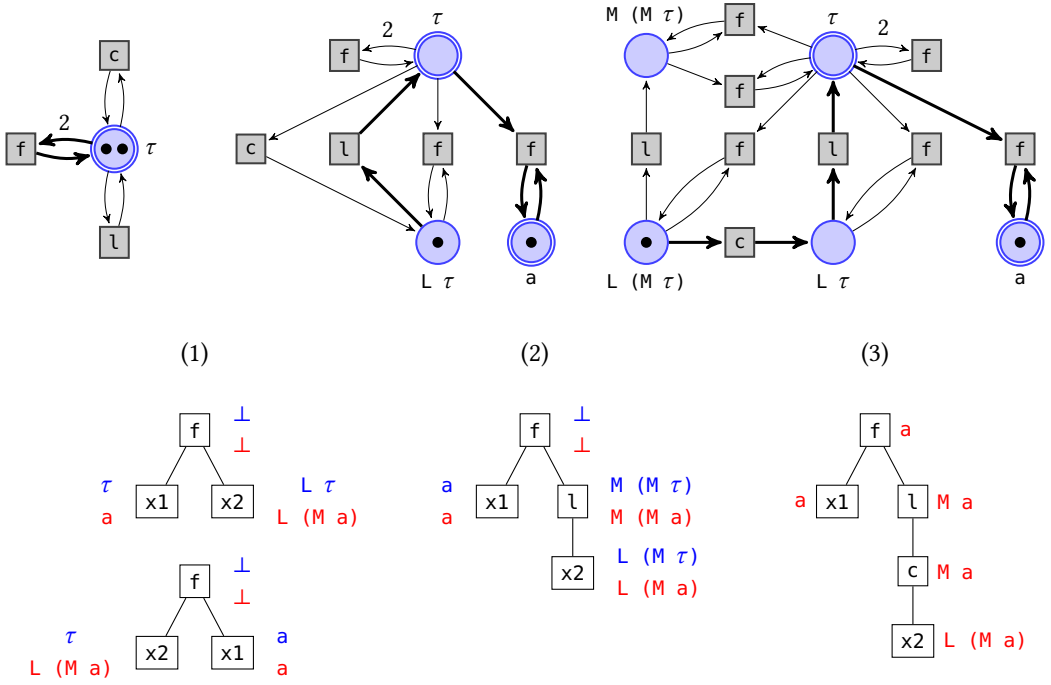 c
2
f
τ
l
τ
2
f
c
l
f
f
L τ
a
M (M τ)
f
τ
2
f
f
l
f
l
f
f
c
L (M τ)
L τ
a
(1)
(2)
(3)
f
⊥
⊥
τ
a
x1
x2
L τ
L (M a)
f
⊥
⊥
τ
L (M a)
x2
x1
a
a
f
⊥
⊥
a
a
x1
l
M (M τ)
M (M a)
x2
L (M τ)
L (M a)
f
a
a
x1
l
M a
c
M a
x2
L (M a)